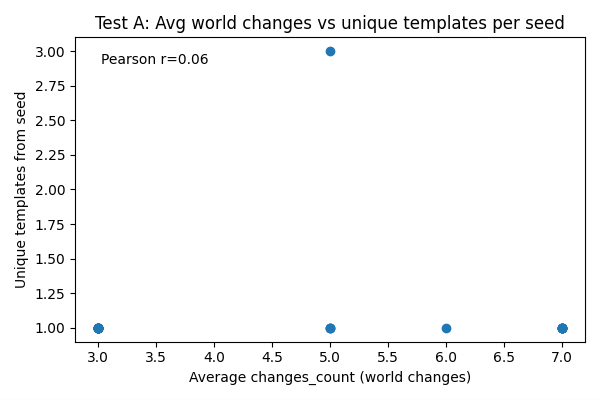 Test A: Avg world changes vs unique templates per seed
Pearson r=0.06
Unique templates from seed
3.00
2.75
2.50
2.25
2.00
1.75
1.50
1.25
1.00
3.0 3.5 4.0 4.5 5.0 5.5 6.0 6.5 7.0
Average changes_count (world changes)